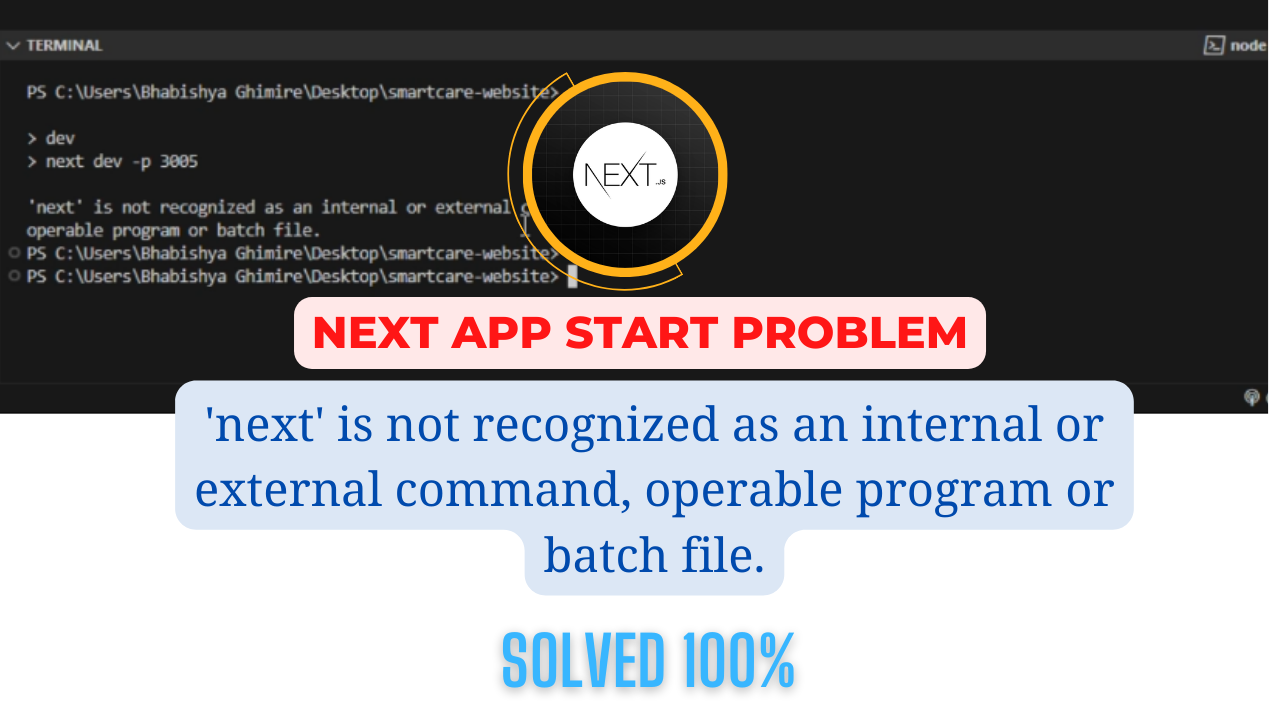 TERMINAL
node
PS C:\Users\Bhabishya Ghimire\Desktop\smartcare-website>
> dev
> next dev -p 3005
'next' is not recognized as an internal or external
operable program or batch file.
PS C:\Users\Bhabishya Ghimire\Desktop\smartcare-website>
PS C:\Users\Bhabishya Ghimire\Desktop\smartcare-website>
NEXT.JS
NEXT APP START PROBLEM
'next' is not recognized as an internal or
external command, operable program or
batch file.
SOLVED 100%